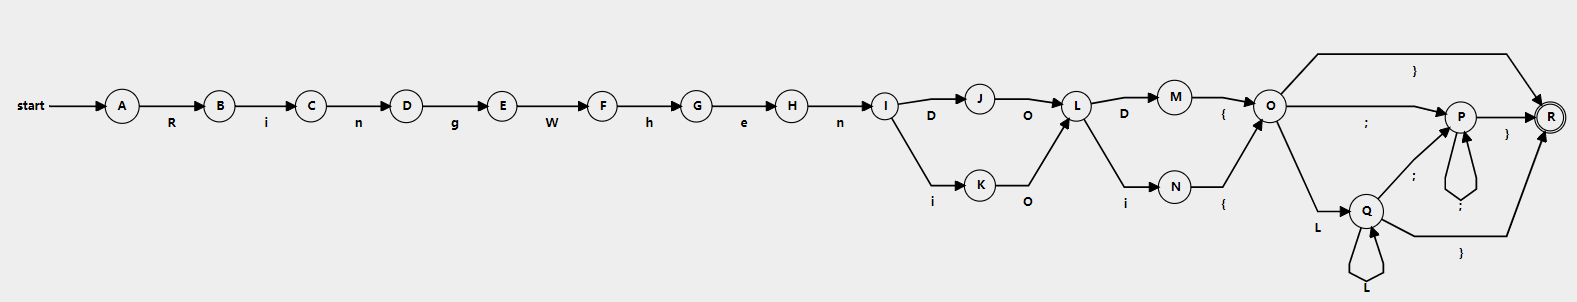 start A R B i C n D g E W F h G e H n I D J O L D M { O } R
; P }
i K O i N { ; ;
L Q }
L